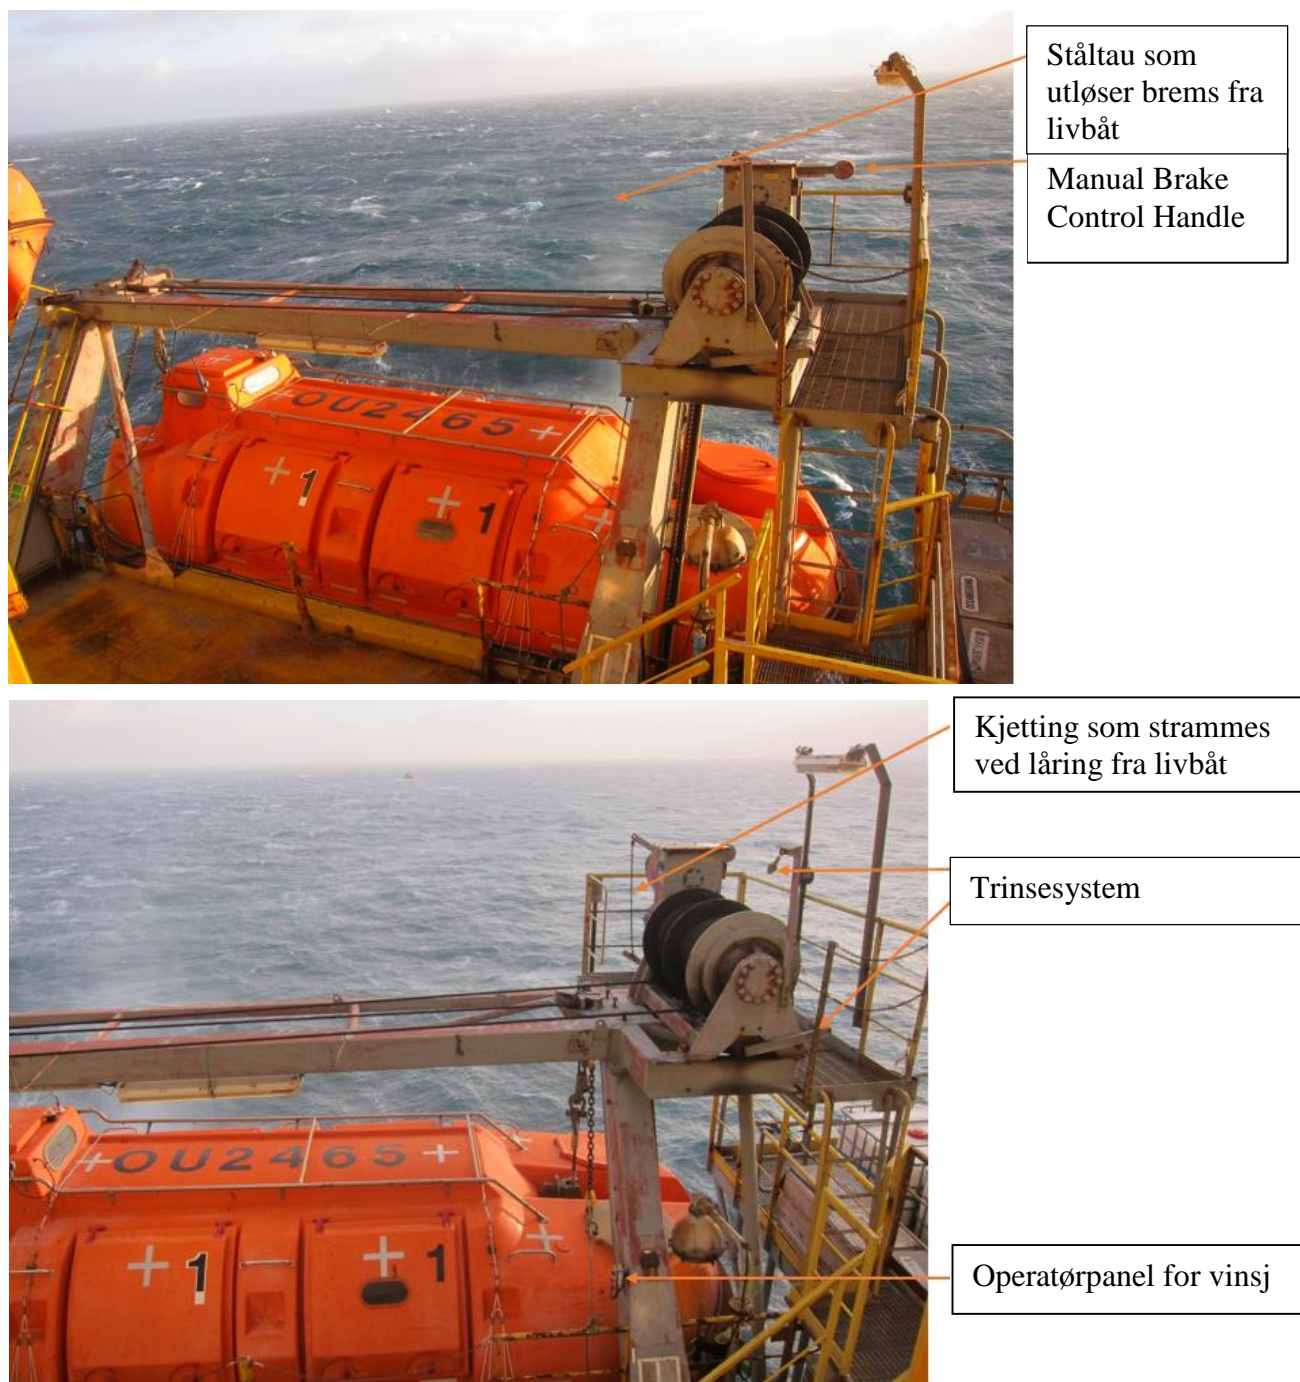 Ståltau som
utløser brems fra
livbåt
Manual Brake
Control Handle
OU2465
1
1
Kjetting som strammes
ved låring fra livbåt
Trinsesystem
OU2465
1
1
Operatørpanel for vinsj